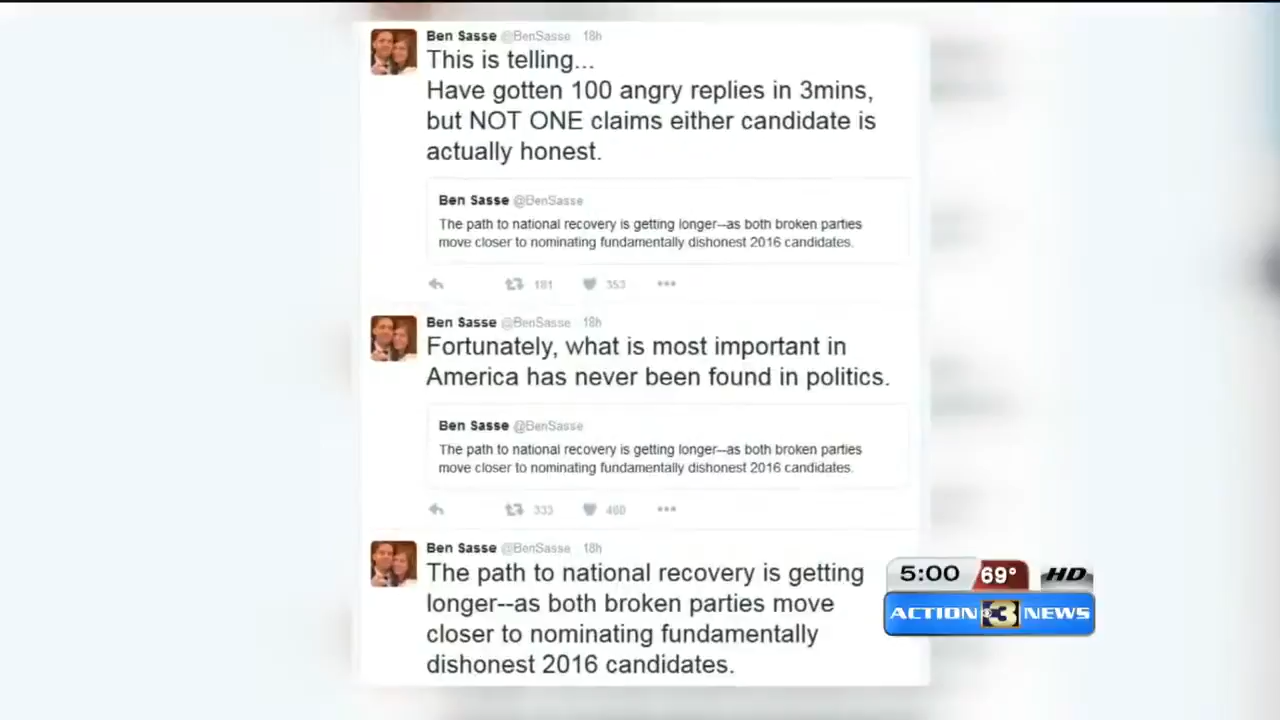 Ben Sasse @BenSasse 18h
This is telling...
Have gotten 100 angry replies in 3mins,
but NOT ONE claims either candidate is
actually honest.
Ben Sasse @BenSasse
The path to national recovery is getting longer--as both broken parties
move closer to nominating fundamentally dishonest 2016 candidates.
181 353
Ben Sasse @BenSasse 18h
Fortunately, what is most important in
America has never been found in politics.
Ben Sasse @BenSasse
The path to national recovery is getting longer--as both broken parties
move closer to nominating fundamentally dishonest 2016 candidates.
333 460
Ben Sasse @BenSasse 18h
The path to national recovery is getting
longer--as both broken parties move
closer to nominating fundamentally
dishonest 2016 candidates.
5:00 69° HD
ACTION 3 NEWS